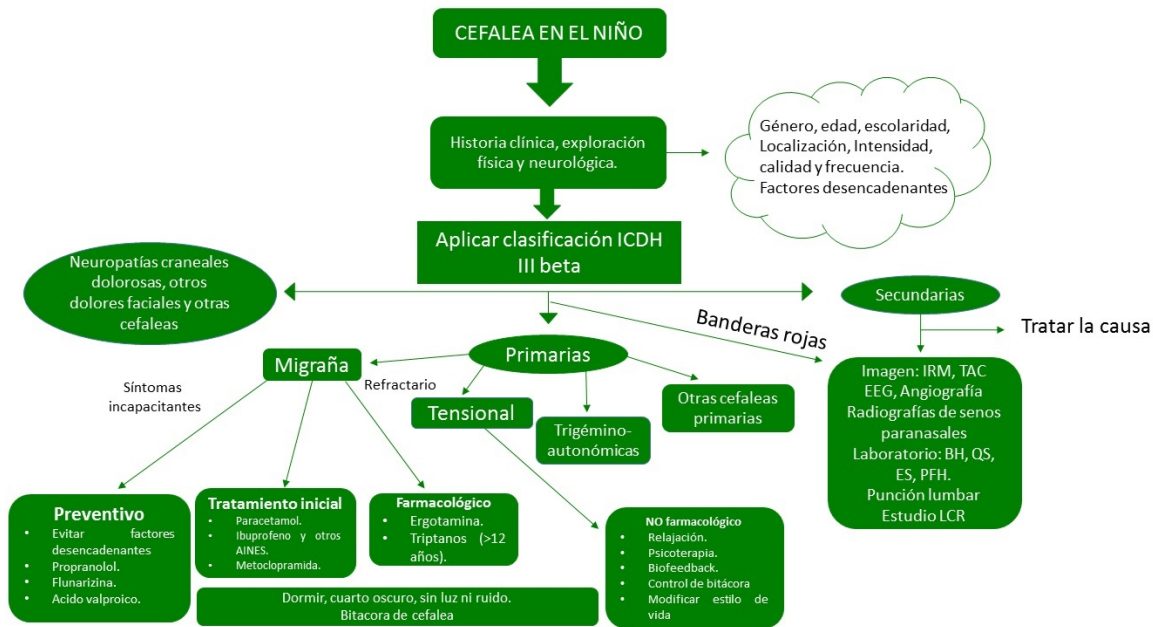 CEFALEA EN EL NIÑO
Historia clínica, exploración
física y neurológica.
Género, edad, escolaridad,
Localización, Intensidad,
calidad y frecuencia.
Factores desencadenantes
Aplicar clasificación ICDH
III beta
Neuropatías craneales
dolorosas, otros
dolores faciales y otras
cefaleas
Secundarias
Banderas rojas
Tratar la causa
Primarias
Migraña
Refractario
Síntomas
incapacitantes
Tensional
Trigémino-
autonómicas
Otras cefaleas
primarias
Imagen: IRM, TAC
EEG, Angiografía
Radiografías de senos
paranasales
Laboratorio: BH, QS,
ES, PFH.
Punción lumbar
Estudio LCR
Preventivo
• Evitar factores
desencadenantes
• Propranolol.
• Flunarizina.
• Acido valproico.
Tratamiento inicial
• Paracetamol.
• Ibuprofeno y otros
AINES.
• Metoclopramida.
Farmacológico
• Ergotamina.
• Triptanos (>12
años).
NO farmacológico
• Relajación.
• Psicoterapia.
• Biofeedback.
• Control de bitácora
• Modificar estilo de
vida
Dormir, cuarto oscuro, sin luz ni ruido.
Bitacora de cefalea